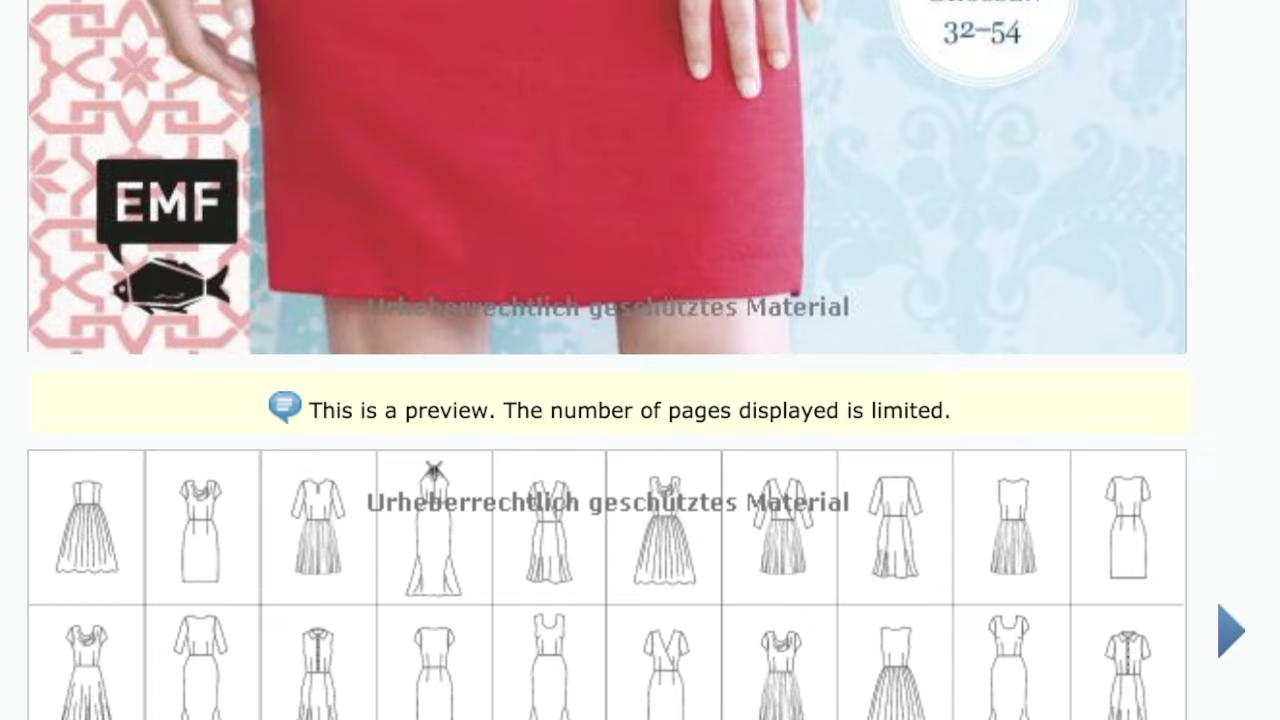 32–54
EMF
Urheberrechtlich geschütztes Material
This is a preview. The number of pages displayed is limited.
Urheberrechtlich geschütztes Material